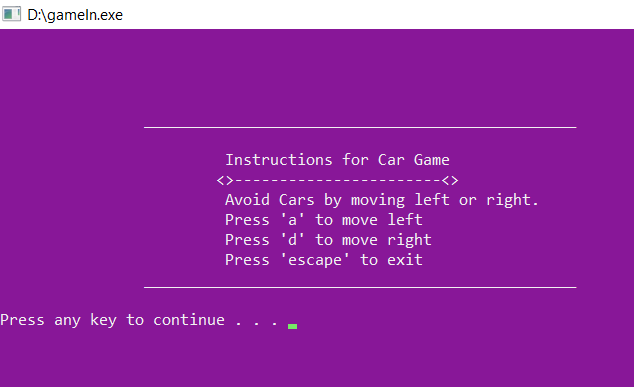 D:\gameIn.exe
Instructions for Car Game
<>-----------------------<>
Avoid Cars by moving left or right.
Press 'a' to move left
Press 'd' to move right
Press 'escape' to exit
Press any key to continue . . .